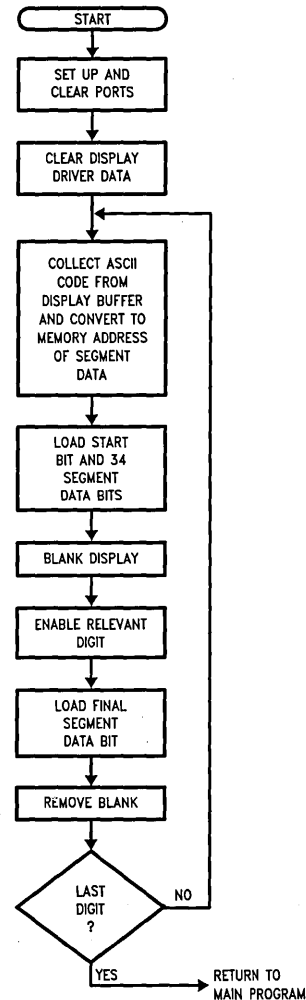 START
SET UP AND
CLEAR PORTS
CLEAR DISPLAY
DRIVER DATA
COLLECT ASCII
CODE FROM
DISPLAY BUFFER
AND CONVERT TO
MEMORY ADDRESS
OF SEGMENT
DATA
LOAD START
BIT AND 34
SEGMENT
DATA BITS
BLANK DISPLAY
ENABLE RELEVANT
DIGIT
LOAD FINAL
SEGMENT
DATA BIT
REMOVE BLANK
LAST
DIGIT
?
NO
YES
RETURN TO
MAIN PROGRAM